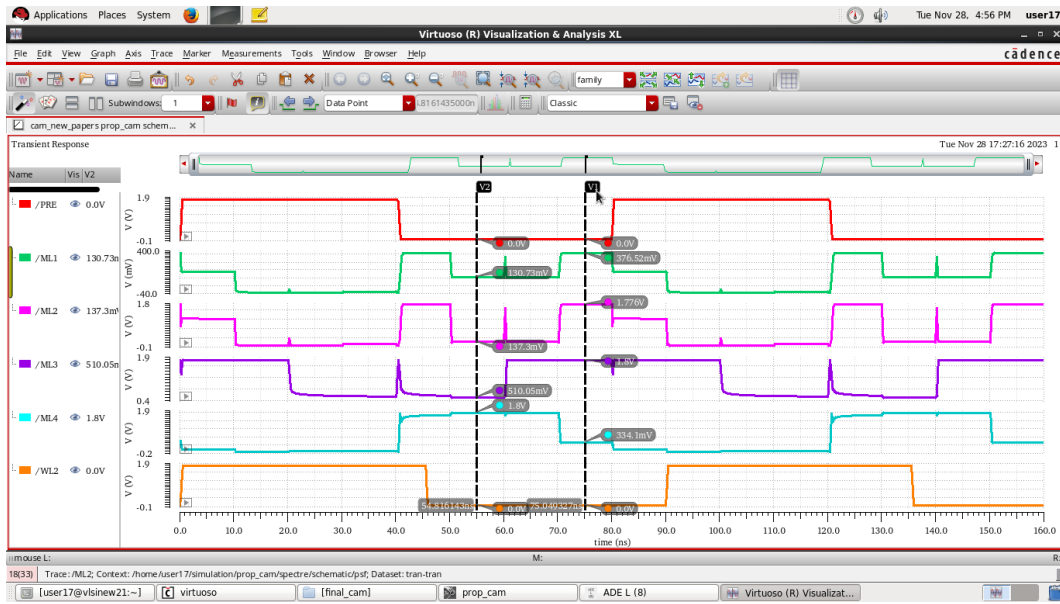 Applications Places System Tue Nov 28, 4:56 PM user17
Virtuoso (R) Visualization & Analysis XL
File Edit View Graph Axis Trace Marker Measurements Tools Window Browser Help cādence
family
Subwindows: 1 Data Point .8161435000n Classic
cam_new_papers prop_cam schem...
Transient Response Tue Nov 28 17:27:16 2023 1
Name Vis V2
V2 V1
/PRE 0.0V
V (V) 1.9 -0.1
0.0V 0.0V
/ML1 130.73m
V (mV) 400.0 -40.0
130.73mV 376.52mV
/ML2 137.3m
V (V) 1.8 -0.1
137.3mV 1.776V
/ML3 510.05m
V (V) 1.9 0.4
510.05mV 1.8V
/ML4 1.8V
V (V) 1.9 -0.2
1.8V 334.1mV
/WL2 0.0V
V (V) 1.9 -0.1
54.816143ns 0.0V 75.049327ns 0.0V
0.0 10.0 20.0 30.0 40.0 50.0 60.0 70.0 80.0 90.0 100.0 110.0 120.0 130.0 140.0 150.0 160.0
time (ns)
mouse L: M: R:
18(33) Trace: /ML2; Context: /home/user17/simulation/prop_cam/spectre/schematic/psf; Dataset: tran-tran
[user17@vlsinew21:~] virtuoso [final_cam] prop_cam ADE L (8) Virtuoso (R) Visualizat...